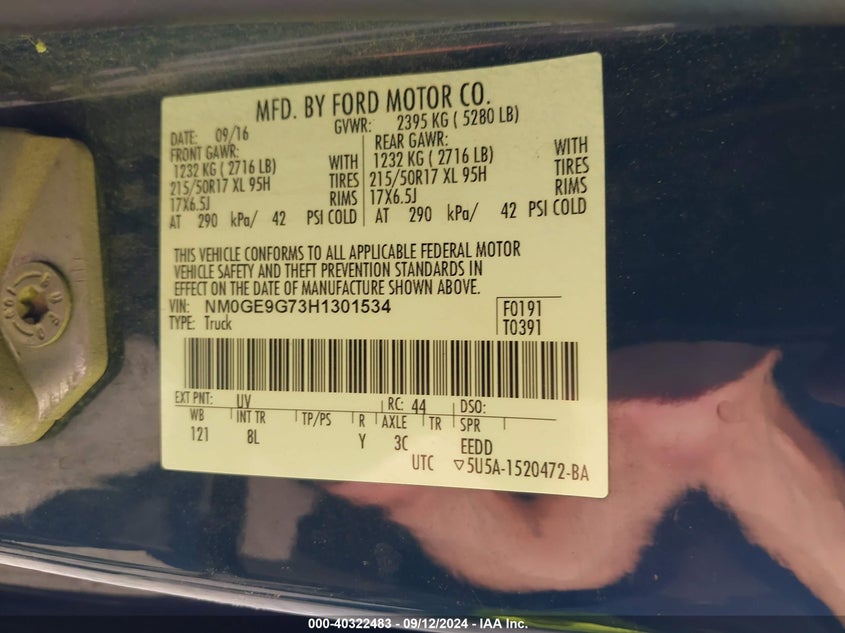 MFD. BY FORD MOTOR CO.
DATE: 09/16 GVWR: 2395 KG ( 5280 LB)
FRONT GAWR: REAR GAWR:
1232 KG ( 2716 LB) WITH 1232 KG ( 2716 LB) WITH
215/50R17 XL 95H TIRES 215/50R17 XL 95H TIRES
17X6.5J RIMS 17X6.5J RIMS
AT 290 kPa/ 42 PSI COLD AT 290 kPa/ 42 PSI COLD
THIS VEHICLE CONFORMS TO ALL APPLICABLE FEDERAL MOTOR
VEHICLE SAFETY AND THEFT PREVENTION STANDARDS IN
EFFECT ON THE DATE OF MANUFACTURE SHOWN ABOVE.
VIN: NM0GE9G73H1301534 F0191
TYPE: Truck T0391
EXT PNT: UV RC: 44 DSO:
WB INT TR TP/PS R AXLE TR SPR
121 8L Y 3C EEDD
UTC ▽5U5A-1520472-BA
000-40322483 - 09/12/2024 - IAA Inc.